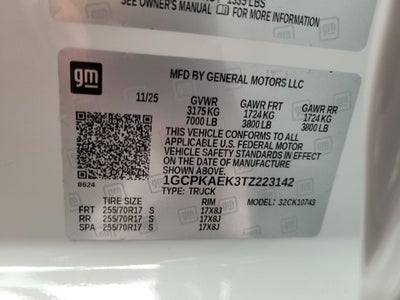 1335 LBS
SEE OWNER'S MANUAL FOR MORE INFORMATION
gm
MFD BY GENERAL MOTORS LLC
11/25 GVWR GAWR FRT GAWR RR
3175 KG 1724 KG 1724 KG
7000 LB 3800 LB 3800 LB
THIS VEHICLE CONFORMS TO ALL
APPLICABLE U.S. FEDERAL MOTOR
VEHICLE SAFETY STANDARDS IN EFFECT ON THE
DATE OF MANUFACTURE
SHOWN ABOVE.
1GCPKAEK3TZ223142
8624 TYPE: TRUCK
TIRE SIZE RIM MODEL: 32CK10743
FRT 255/70R17 S 17X8J
RR 255/70R17 S 17X8J
SPA 255/70R17 S 17X8J